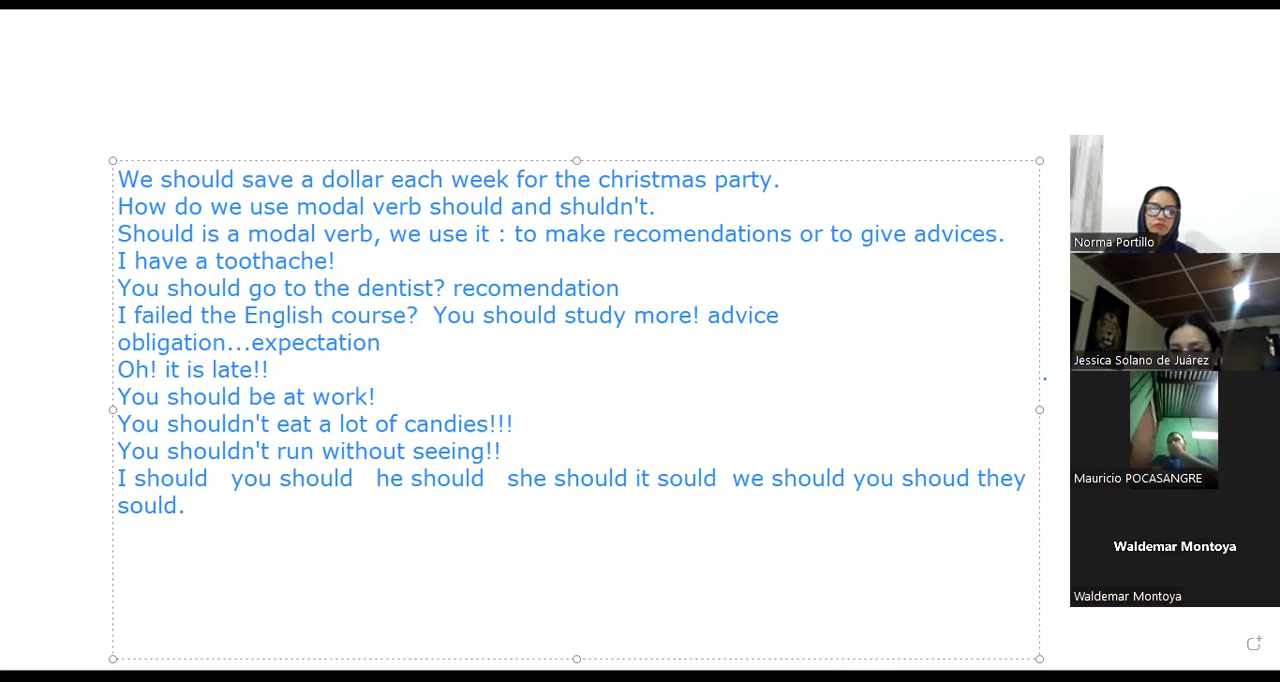 We should save a dollar each week for the christmas party.
How do we use modal verb should and shuldn't.
Should is a modal verb, we use it : to make recomendations or to give advices.
I have a toothache!
You should go to the dentist? recomendation
I failed the English course?  You should study more! advice
obligation...expectation
Oh! it is late!!
You should be at work!
You shouldn't eat a lot of candies!!!
You shouldn't run without seeing!!
I should   you should   he should   she should it sould  we should you shoud they
sould.
.
Norma Portillo
Jessica Solano de Juárez
Mauricio POCASANGRE
Waldemar Montoya
Waldemar Montoya